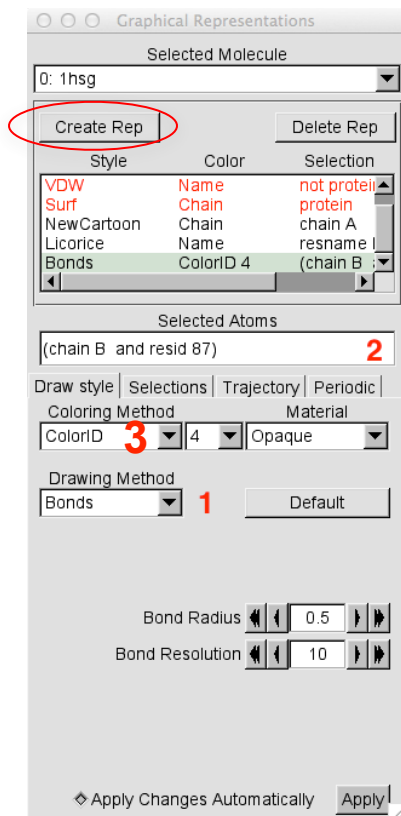 Graphical Representations
Selected Molecule
0: 1hsg
Create Rep Delete Rep
Style Color Selection
VDW Name not protei
Surf Chain protein
NewCartoon Chain chain A
Licorice Name resname
Bonds ColorID 4 (chain B
Selected Atoms
(chain B and resid 87) 2
Draw style Selections Trajectory Periodic
Coloring Method Material
ColorID 3 4 Opaque
Drawing Method
Bonds 1 Default
Bond Radius 0.5
Bond Resolution 10
Apply Changes Automatically Apply